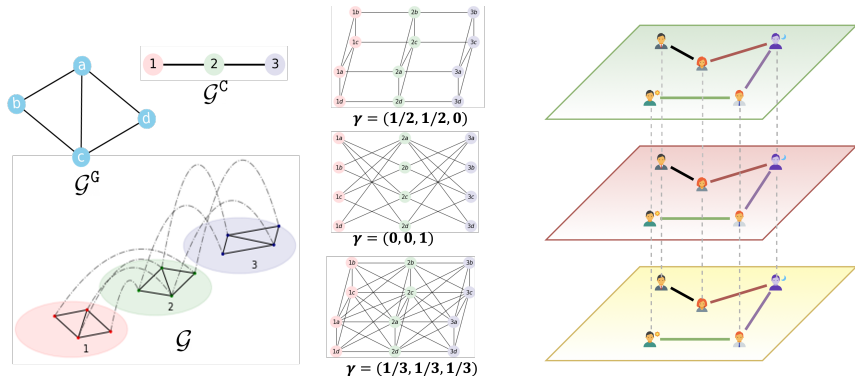 a
b
d
c
𝒢ᴳ
1 2 3
𝒢ᶜ
1
2
3
𝒢
1b 2b 3b
1c 2c 3c
1a 2a 3a
1d 2d 3d
γ = (1/2, 1/2, 0)
1a 2a 3a
1b 2b 3b
1c 2c 3c
1d 2d 3d
γ = (0, 0, 1)
1b 2b 3b
1c 2c 3c
1a 2a 3a
1d 2d 3d
γ = (1/3, 1/3, 1/3)